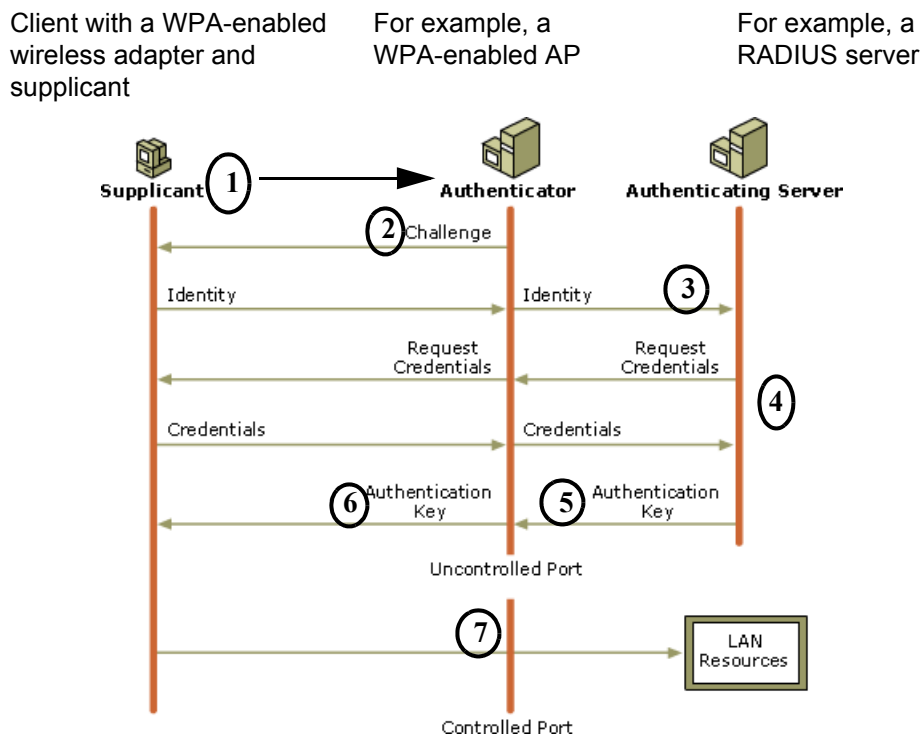 Client with a WPA-enabled
wireless adapter and
supplicant
For example, a
WPA-enabled AP
For example, a
RADIUS server
Supplicant
1
Authenticator
Authenticating Server
2
Challenge
Identity
Identity
3
Request
Credentials
Request
Credentials
4
Credentials
Credentials
6
Authentication
Key
5
Authentication
Key
Uncontrolled Port
7
LAN
Resources
Controlled Port